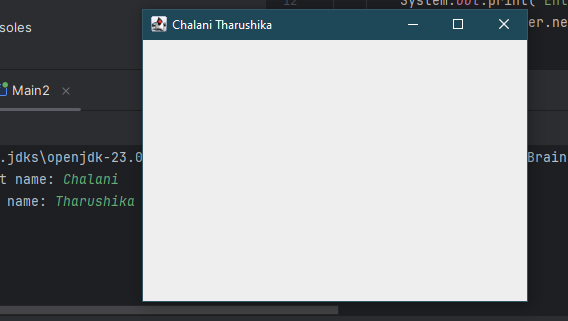 12 System.out.print("Ent
Chalani Tharushika
soles
er.ne
Main2
.jdks\openjdk-23.0
Brain
t name: Chalani
name: Tharushika